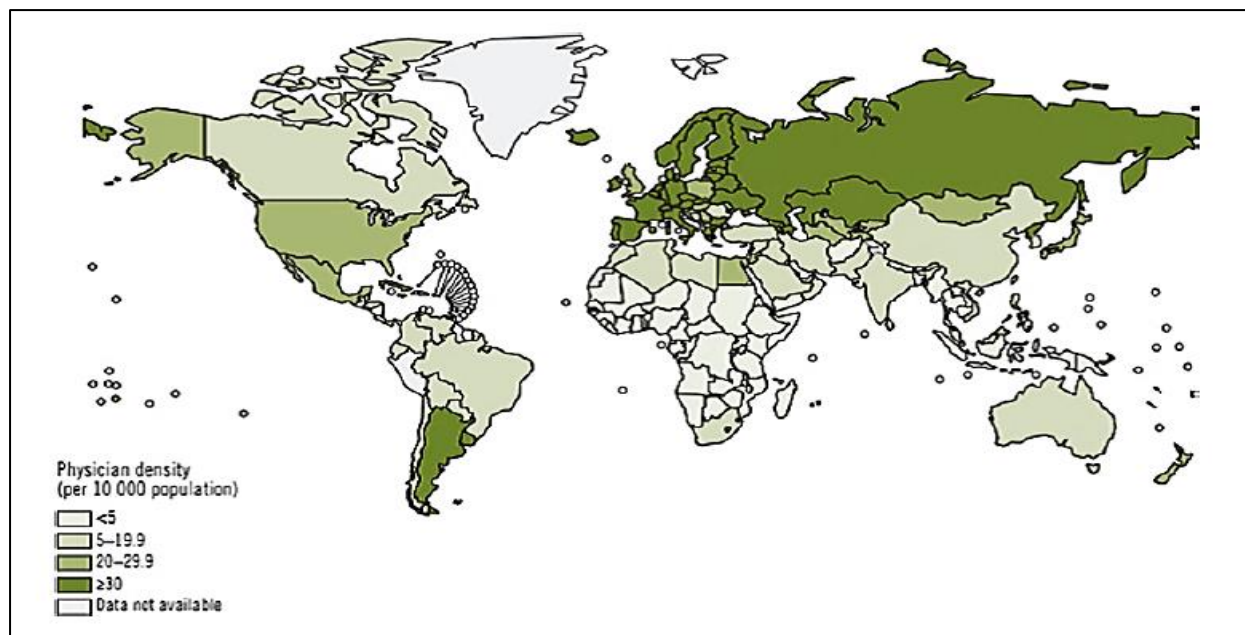 Physician density
(per 10 000 population)
<5
5–19.9
20–29.9
≥30
Data not available